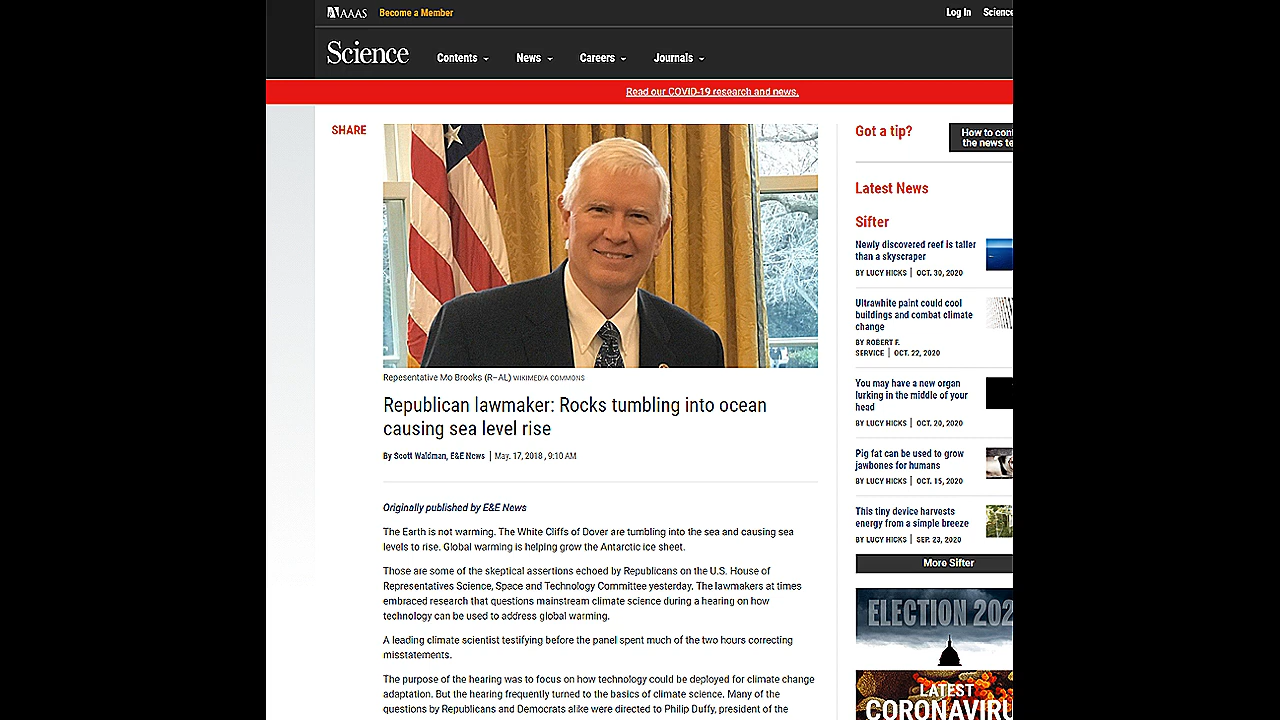 AAAS Become a Member
Log In Science
Science
Contents
News
Careers
Journals
Read our COVID-19 research and news.
SHARE
Repesentative Mo Brooks (R–AL) WIKIMEDIA COMMONS
Republican lawmaker: Rocks tumbling into ocean
causing sea level rise
By Scott Waldman, E&E News | May. 17, 2018 , 9:10 AM
Originally published by E&E News
The Earth is not warming. The White Cliffs of Dover are tumbling into the sea and causing sea
levels to rise. Global warming is helping grow the Antarctic ice sheet.
Those are some of the skeptical assertions echoed by Republicans on the U.S. House of
Representatives Science, Space and Technology Committee yesterday. The lawmakers at times
embraced research that questions mainstream climate science during a hearing on how
technology can be used to address global warming.
A leading climate scientist testifying before the panel spent much of the two hours correcting
misstatements.
The purpose of the hearing was to focus on how technology could be deployed for climate change
adaptation. But the hearing frequently turned to the basics of climate science. Many of the
questions by Republicans and Democrats alike were directed to Philip Duffy, president of the
Got a tip?
How to con
the news te
Latest News
Sifter
Newly discovered reef is taller
than a skyscraper
BY LUCY HICKS | OCT. 30, 2020
Ultrawhite paint could cool
buildings and combat climate
change
BY ROBERT F.
SERVICE | OCT. 22, 2020
You may have a new organ
lurking in the middle of your
head
BY LUCY HICKS | OCT. 20, 2020
Pig fat can be used to grow
jawbones for humans
BY LUCY HICKS | OCT. 15, 2020
This tiny device harvests
energy from a simple breeze
BY LUCY HICKS | SEP. 23, 2020
More Sifter
ELECTION 202
LATEST
CORONAVIRU